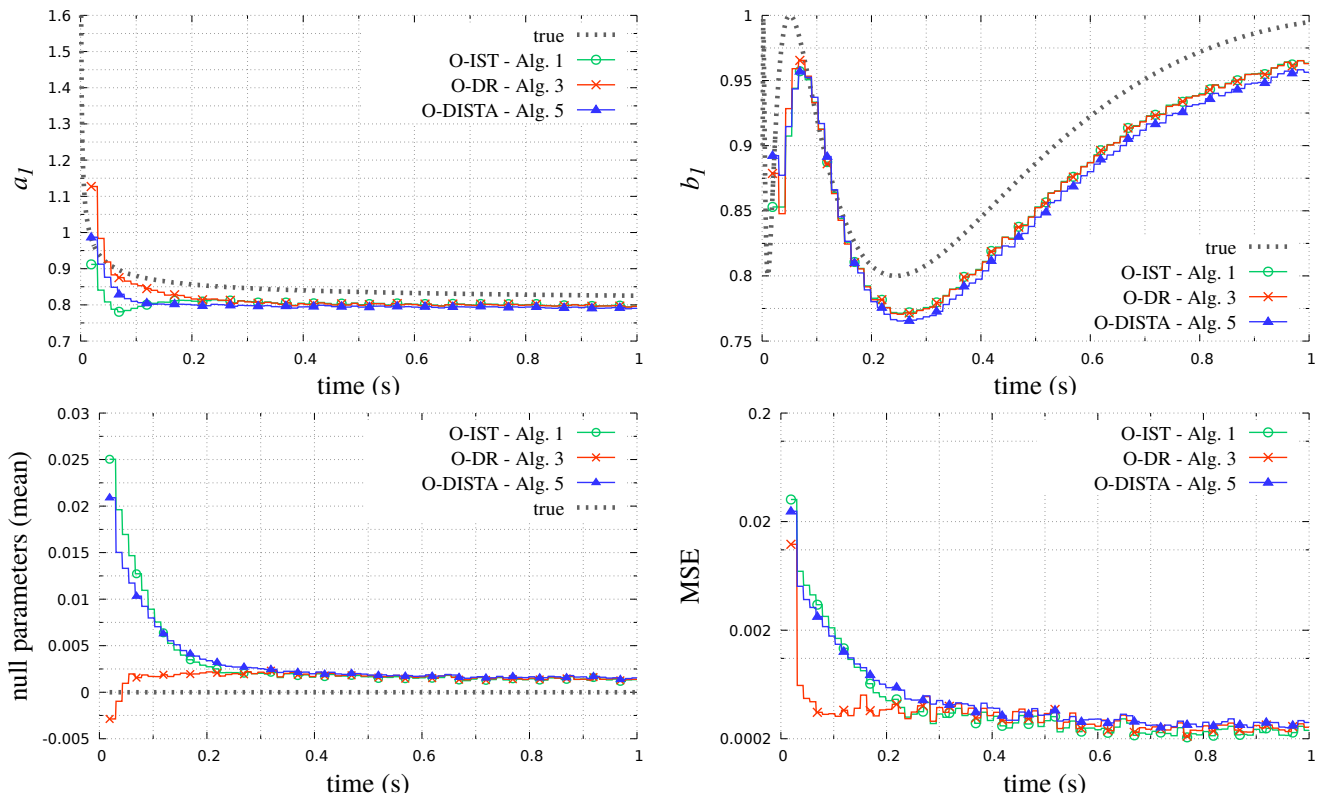 1.6
1.5
1.4
1.3
1.2
1.1
1
0.9
0.8
0.7
a1
true
O-IST - Alg. 1
O-DR - Alg. 3
O-DISTA - Alg. 5
0 0.2 0.4 0.6 0.8 1
time (s)
1
0.95
0.9
0.85
0.8
0.75
b1
true
O-IST - Alg. 1
O-DR - Alg. 3
O-DISTA - Alg. 5
0 0.2 0.4 0.6 0.8 1
time (s)
0.03
0.025
0.02
0.015
0.01
0.005
0
-0.005
null parameters (mean)
O-IST - Alg. 1
O-DR - Alg. 3
O-DISTA - Alg. 5
true
0 0.2 0.4 0.6 0.8 1
time (s)
0.2
0.02
0.002
0.0002
MSE
O-IST - Alg. 1
O-DR - Alg. 3
O-DISTA - Alg. 5
0 0.2 0.4 0.6 0.8 1
time (s)